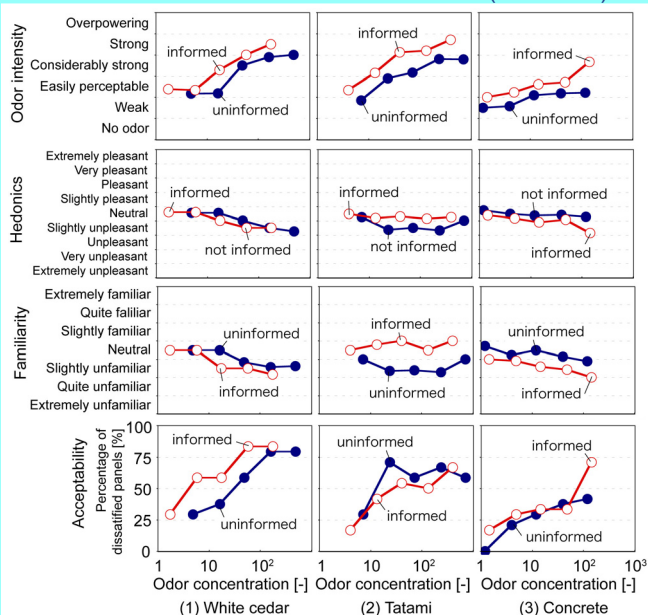 Odor intensity
Overpowering
Strong
Considerably strong
Easily perceptable
Weak
No odor
informed
uninformed
informed
uninformed
informed
uninformed
Hedonics
Extremely pleasant
Very pleasant
Pleasant
Slightly pleasant
Neutral
Slightly unpleasant
Unpleasant
Very unpleasant
Extremely unpleasant
informed
not informed
informed
not informed
not informed
informed
Familiarity
Extremely familiar
Quite faliliar
Slightly familiar
Neutral
Slightly unfamiliar
Quite unfamiliar
Extremely unfamiliar
uninformed
informed
informed
uninformed
uninformed
informed
Acceptability
Percentage of
dissatified panels [%]
100
75
50
25
0
informed
uninformed
uninformed
informed
informed
uninformed
1 10 10² 1 10 10² 1 10 10² 10³
Odor concentration [-] Odor concentration [-] Odor concentration [-]
(1) White cedar (2) Tatami (3) Concrete